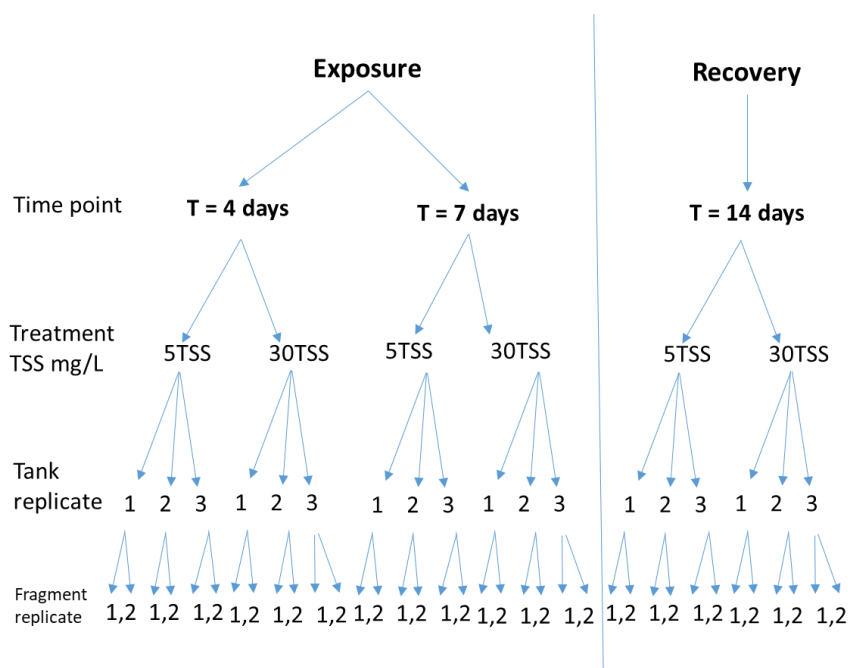 Exposure
Recovery
Time point
T = 4 days
T = 7 days
T = 14 days
Treatment
TSS mg/L
5TSS
30TSS
5TSS
30TSS
5TSS
30TSS
Tank
replicate
1 2 3 1 2 3 1 2 3 1 2 3 1 2 3 1 2 3
Fragment
replicate
1,2 1,2 1,2 1,2 1,2 1,2 1,2 1,2 1,2 1,2 1,2 1,2 1,2 1,2 1,2 1,2 1,2 1,2